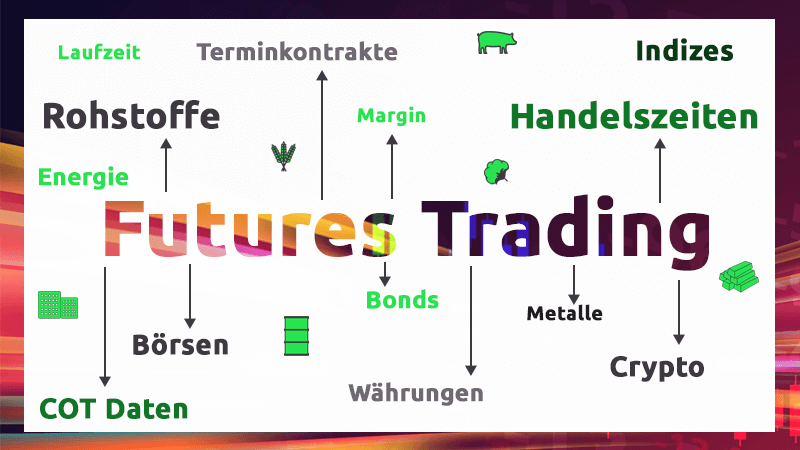 Laufzeit
Terminkontrakte
Indizes
Rohstoffe
Margin
Handelszeiten
Energie
Futures Trading
Bonds
Metalle
Börsen
Crypto
Währungen
COT Daten